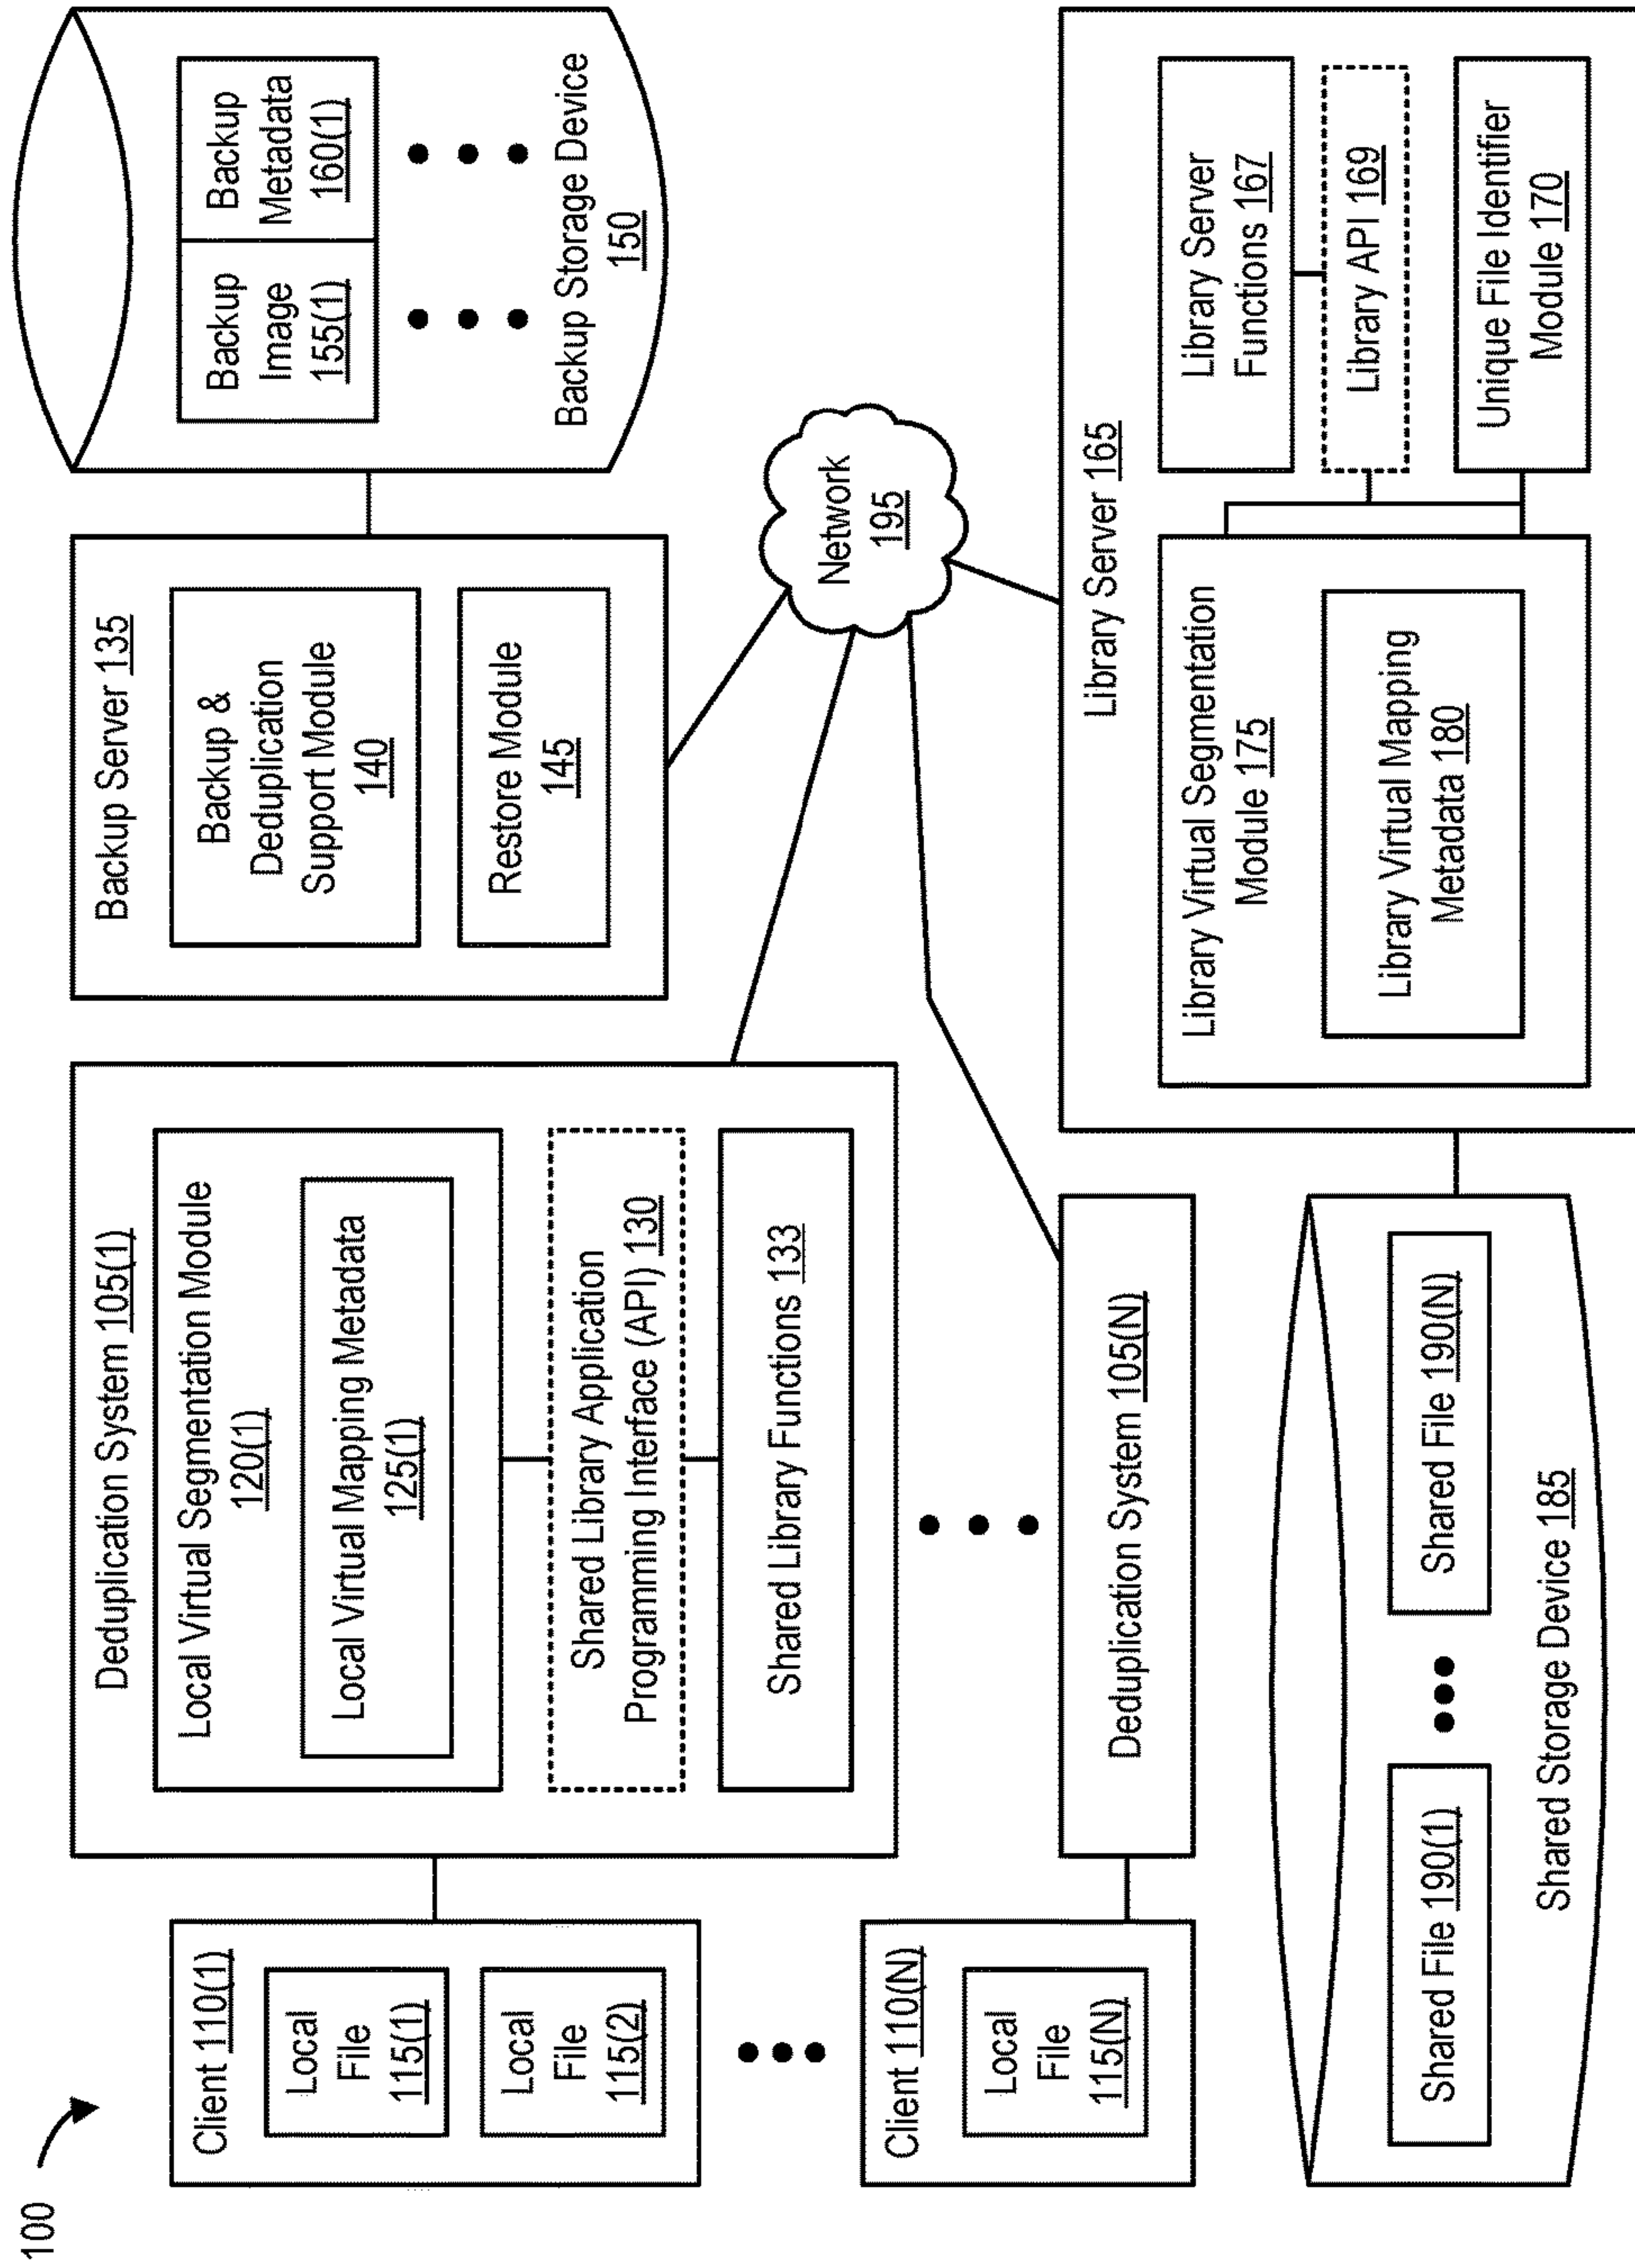 100
Client 110(1)
Local
File
115(1)
Local
File
115(2)
Client 110(N)
Local
File
115(N)
Deduplication System 105(1)
Local Virtual Segmentation Module
120(1)
Local Virtual Mapping Metadata
125(1)
Shared Library Application
Programming Interface (API) 130
Shared Library Functions 133
Deduplication System 105(N)
Backup Server 135
Backup &
Deduplication
Support Module
140
Restore Module
145
Backup
Image
155(1)
Backup
Metadata
160(1)
Backup Storage Device
150
Network
195
Shared File 190(1)
Shared File 190(N)
Shared Storage Device 185
Library Server 165
Library Virtual Segmentation
Module 175
Library Virtual Mapping
Metadata 180
Library Server
Functions 167
Library API 169
Unique File Identifier
Module 170